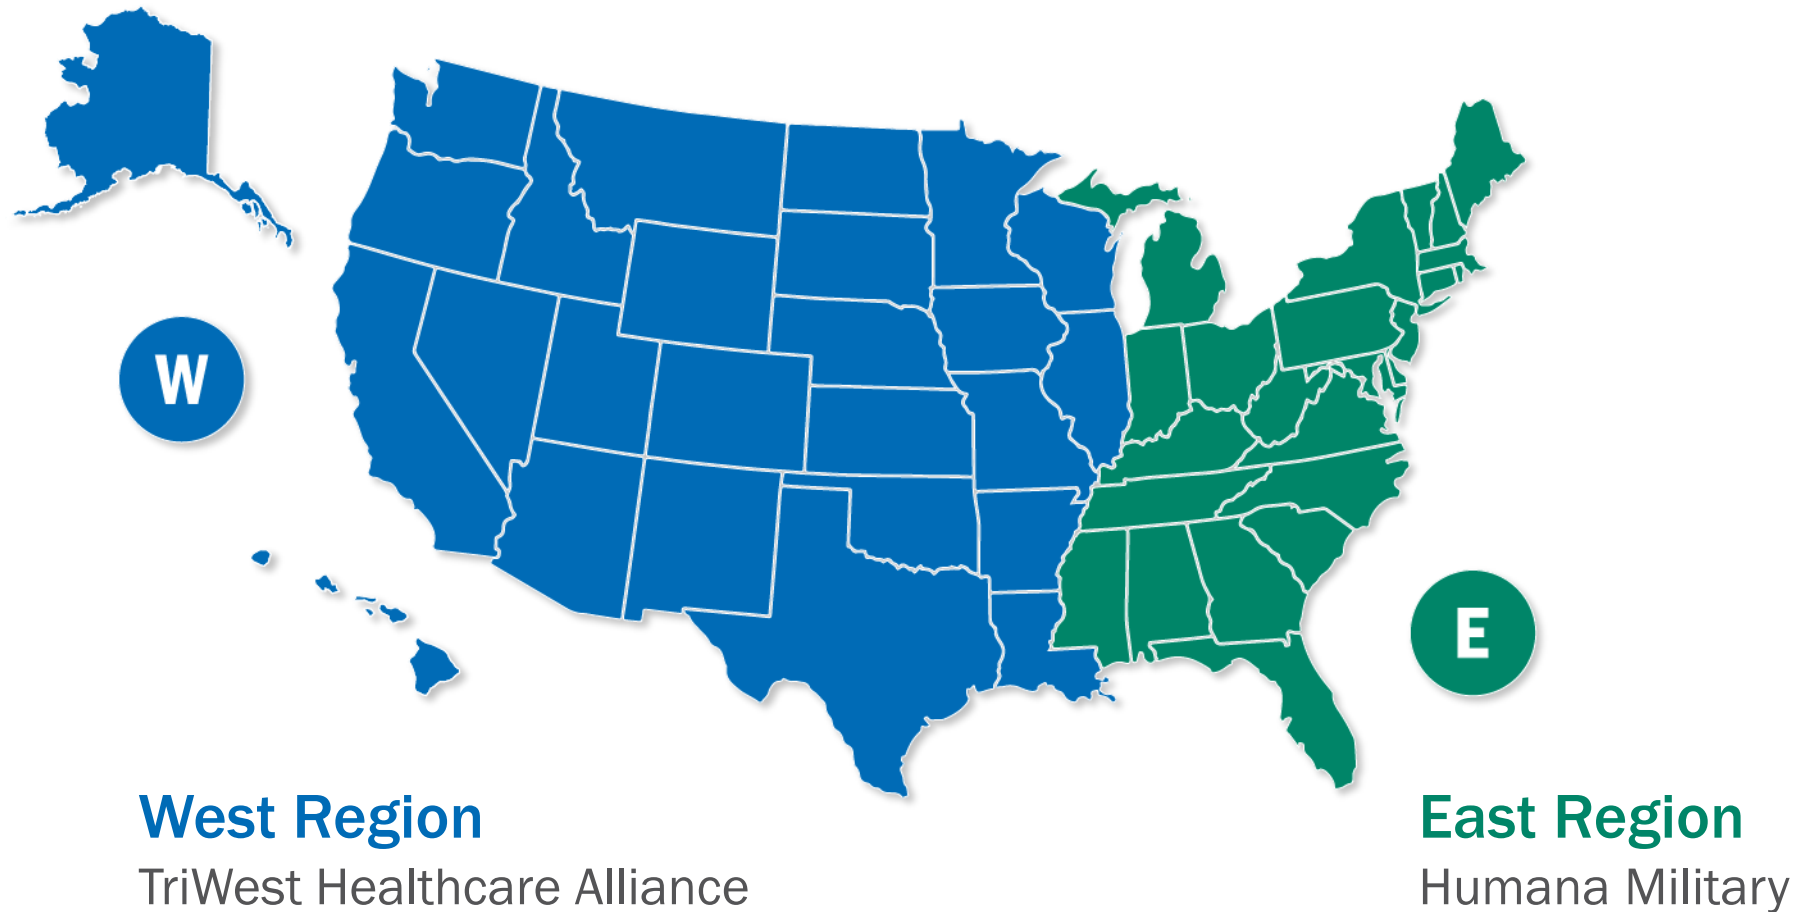 W
E
West Region
TriWest Healthcare Alliance
East Region
Humana Military